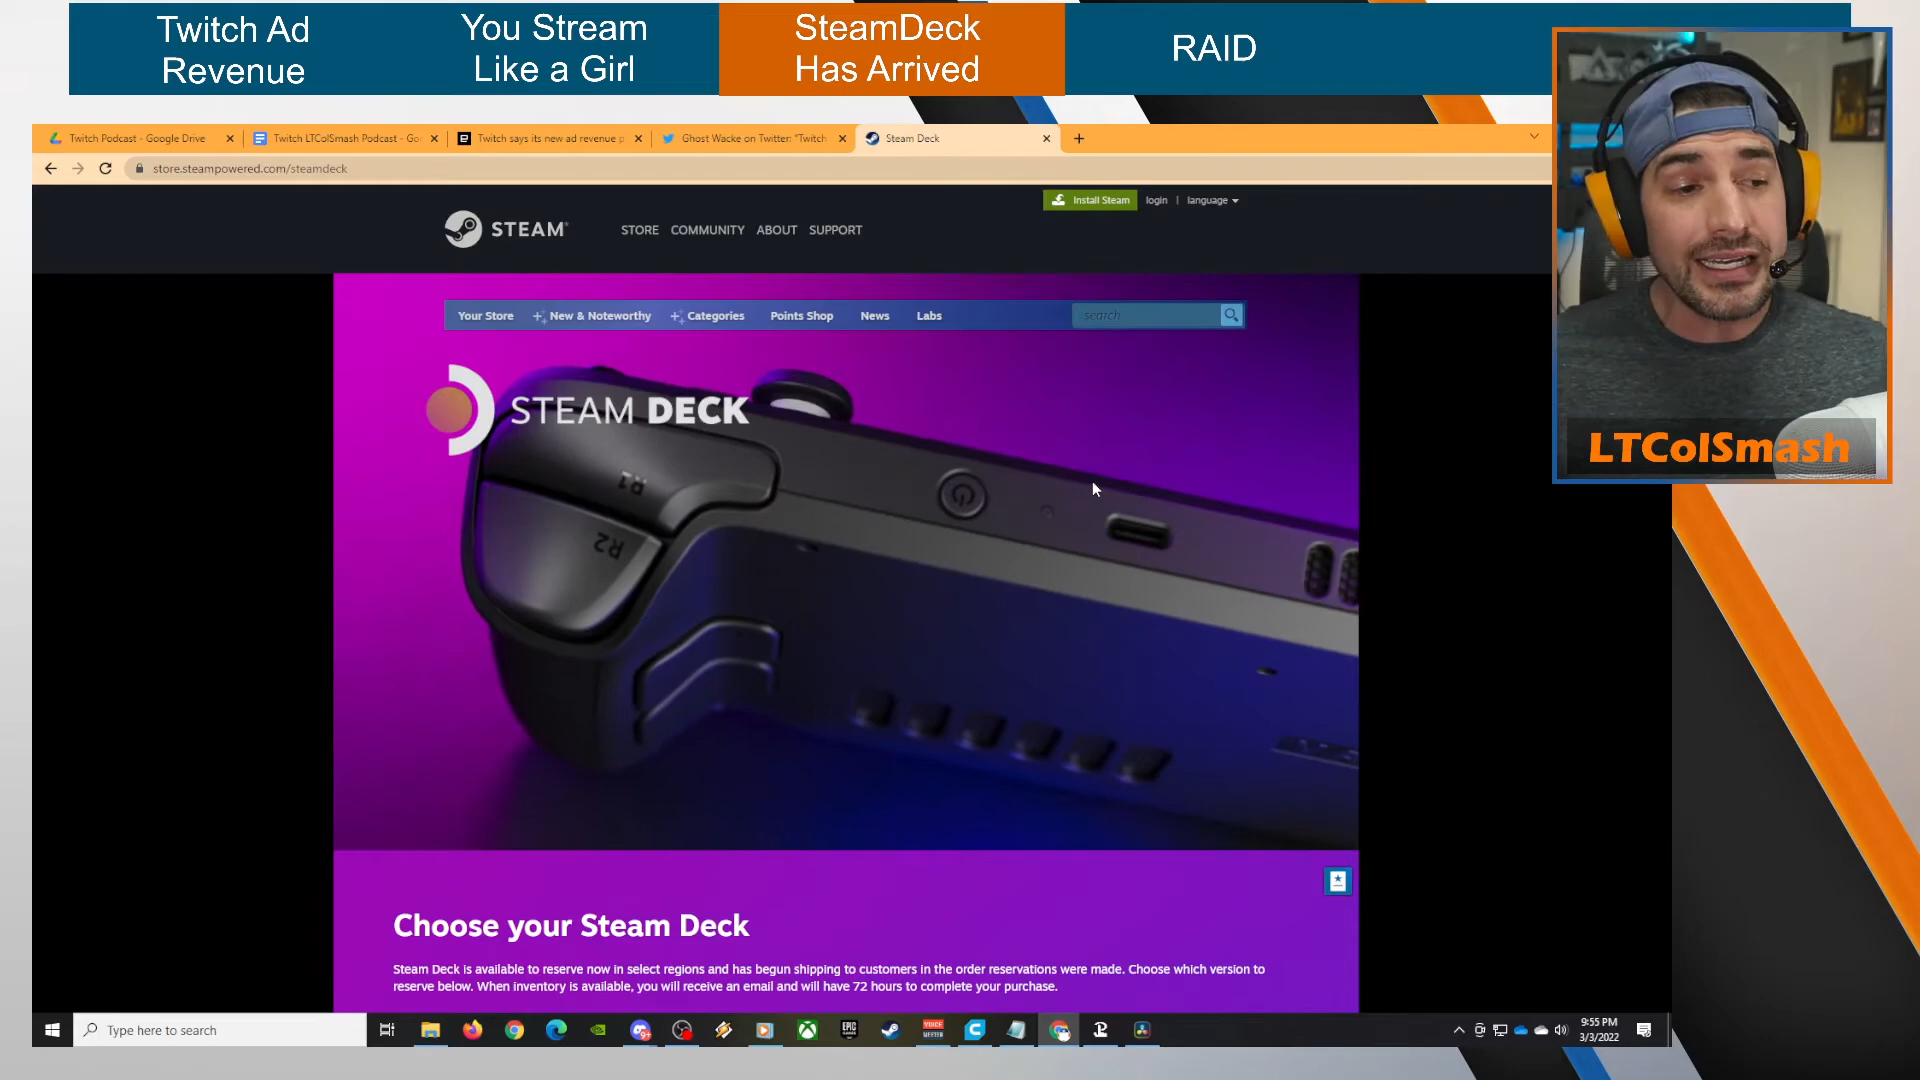 Twitch Ad
Revenue
You Stream
Like a Girl
SteamDeck
Has Arrived
RAID
Twitch Podcast - Google Drive
Twitch LTColSmash Podcast - Go
Twitch says its new ad revenue p
Ghost Wacke on Twitter: "Twitch
Steam Deck
store.steampowered.com/steamdeck
Install Steam
login | language
STEAM®
STORE COMMUNITY ABOUT SUPPORT
Your Store New & Noteworthy Categories Points Shop News Labs
search
STEAM DECK
R1
R2
LTColSmash
Choose your Steam Deck
Steam Deck is available to reserve now in select regions and has begun shipping to customers in the order reservations were made. Choose which version to
reserve below. When inventory is available, you will receive an email and will have 72 hours to complete your purchase.
Type here to search
EPIC
9:55 PM
3/3/2022